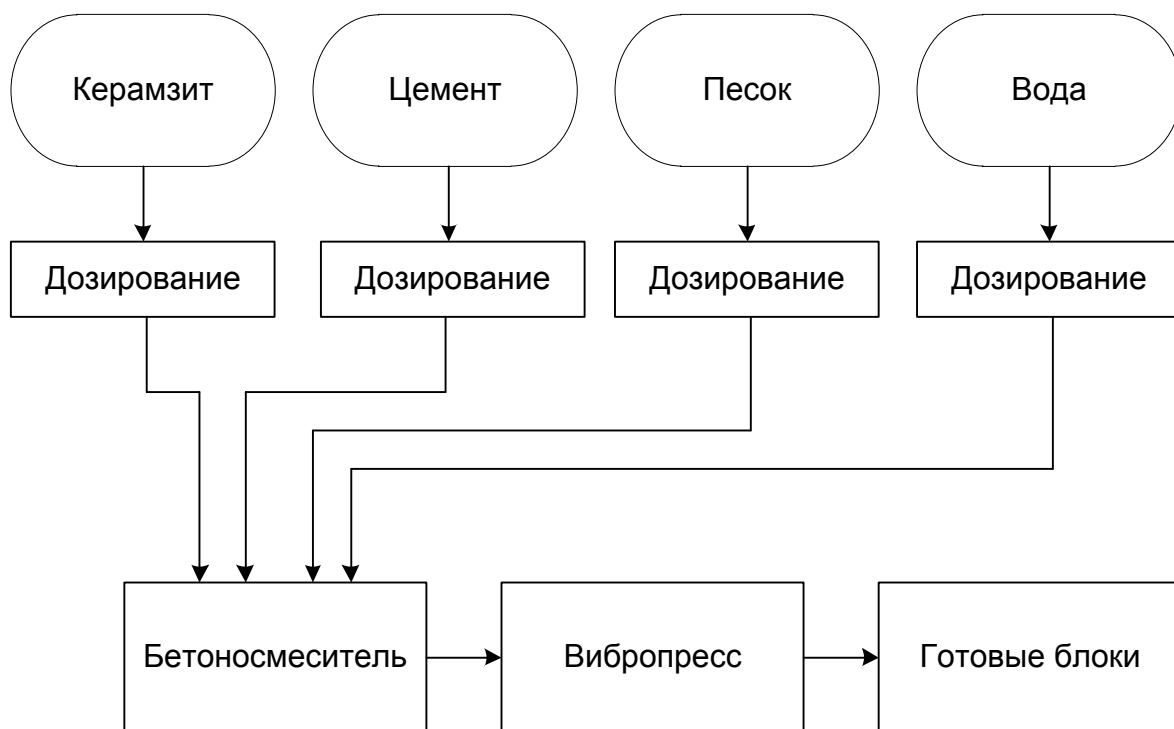 Керамзит
Цемент
Песок
Вода
Дозирование
Дозирование
Дозирование
Дозирование
Бетоносмеситель
Вибропресс
Готовые блоки